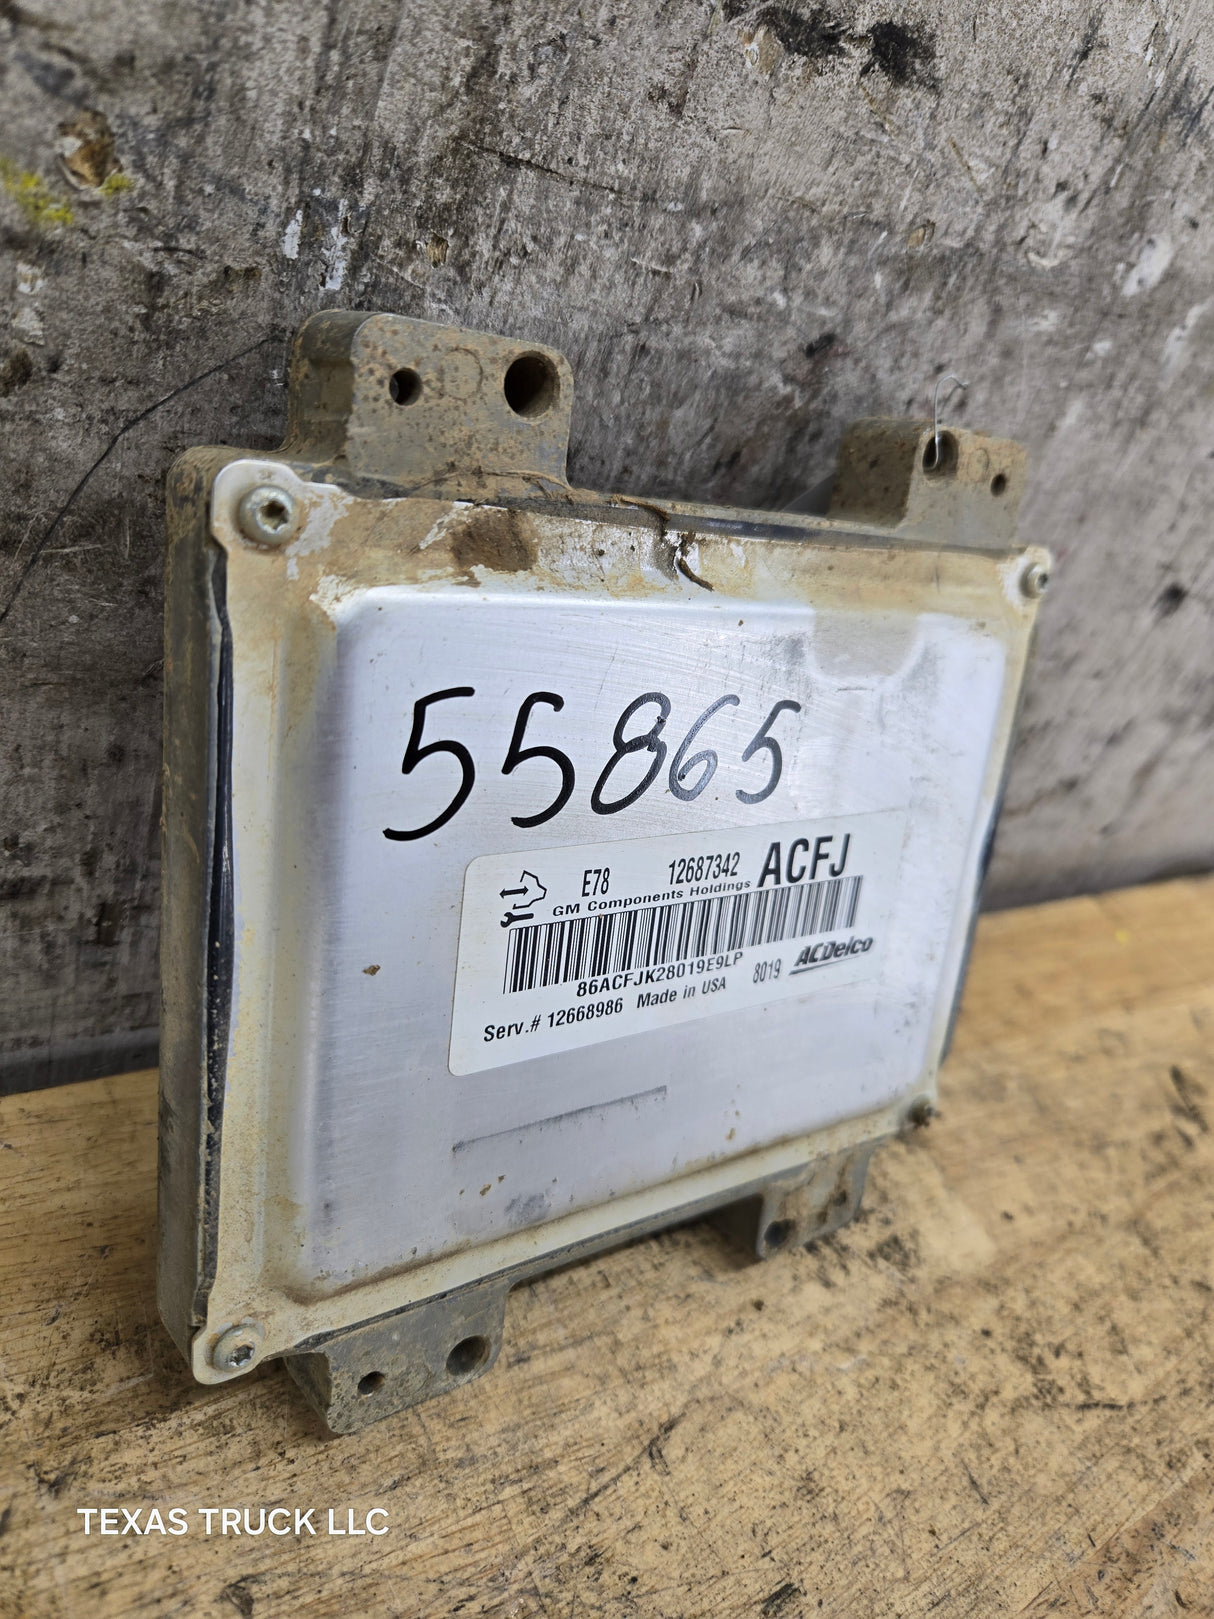 55865
E78 12687342 ACFJ
GM Components Holdings
86ACFJK28019E9LP
8019 ACDelco
Serv.# 12668986 Made in USA
TEXAS TRUCK LLC